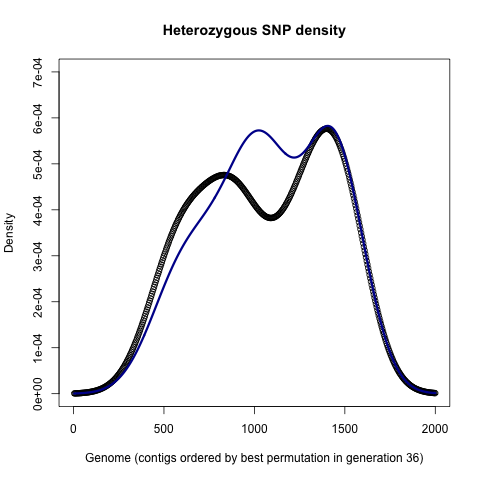 Heterozygous SNP density
7e-04
6e-04
5e-04
4e-04
3e-04
2e-04
1e-04
0e+00
Density
0 500 1000 1500 2000
Genome (contigs ordered by best permutation in generation 36)